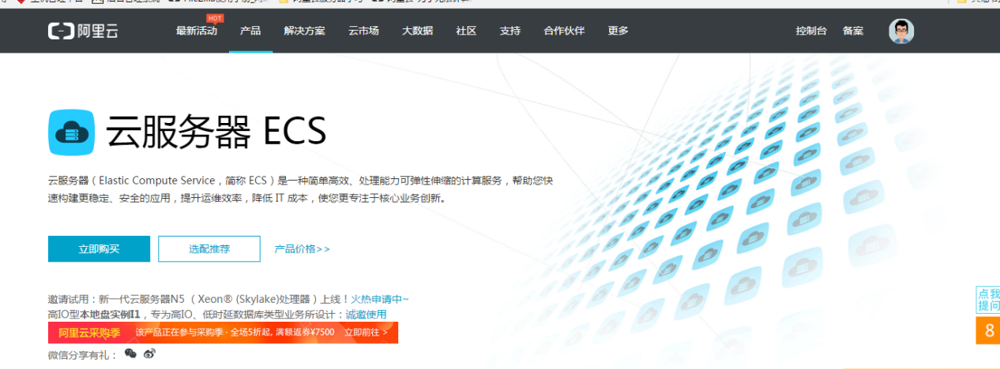 HOT
阿里云
最新活动 产品 解决方案 云市场 大数据 社区 支持 合作伙伴 更多 控制台 备案
云服务器 ECS
云服务器（Elastic Compute Service，简称 ECS）是一种简单高效、处理能力可弹性伸缩的计算服务，帮助您快
速构建更稳定、安全的应用，提升运维效率，降低 IT 成本，使您更专注于核心业务创新。
立即购买 选配推荐 产品价格>>
邀请试用：新一代云服务器N5 （Xeon® (Skylake)处理器）上线！火热申请中~
高IO型本地盘实例I1，专为高IO、低时延数据库类型业务所设计：诚邀使用
阿里云采购季 该产品正在参与采购季 · 全场5折起, 满额返券¥7500 立即前往 >
微信分享有礼：
点我
提问
8